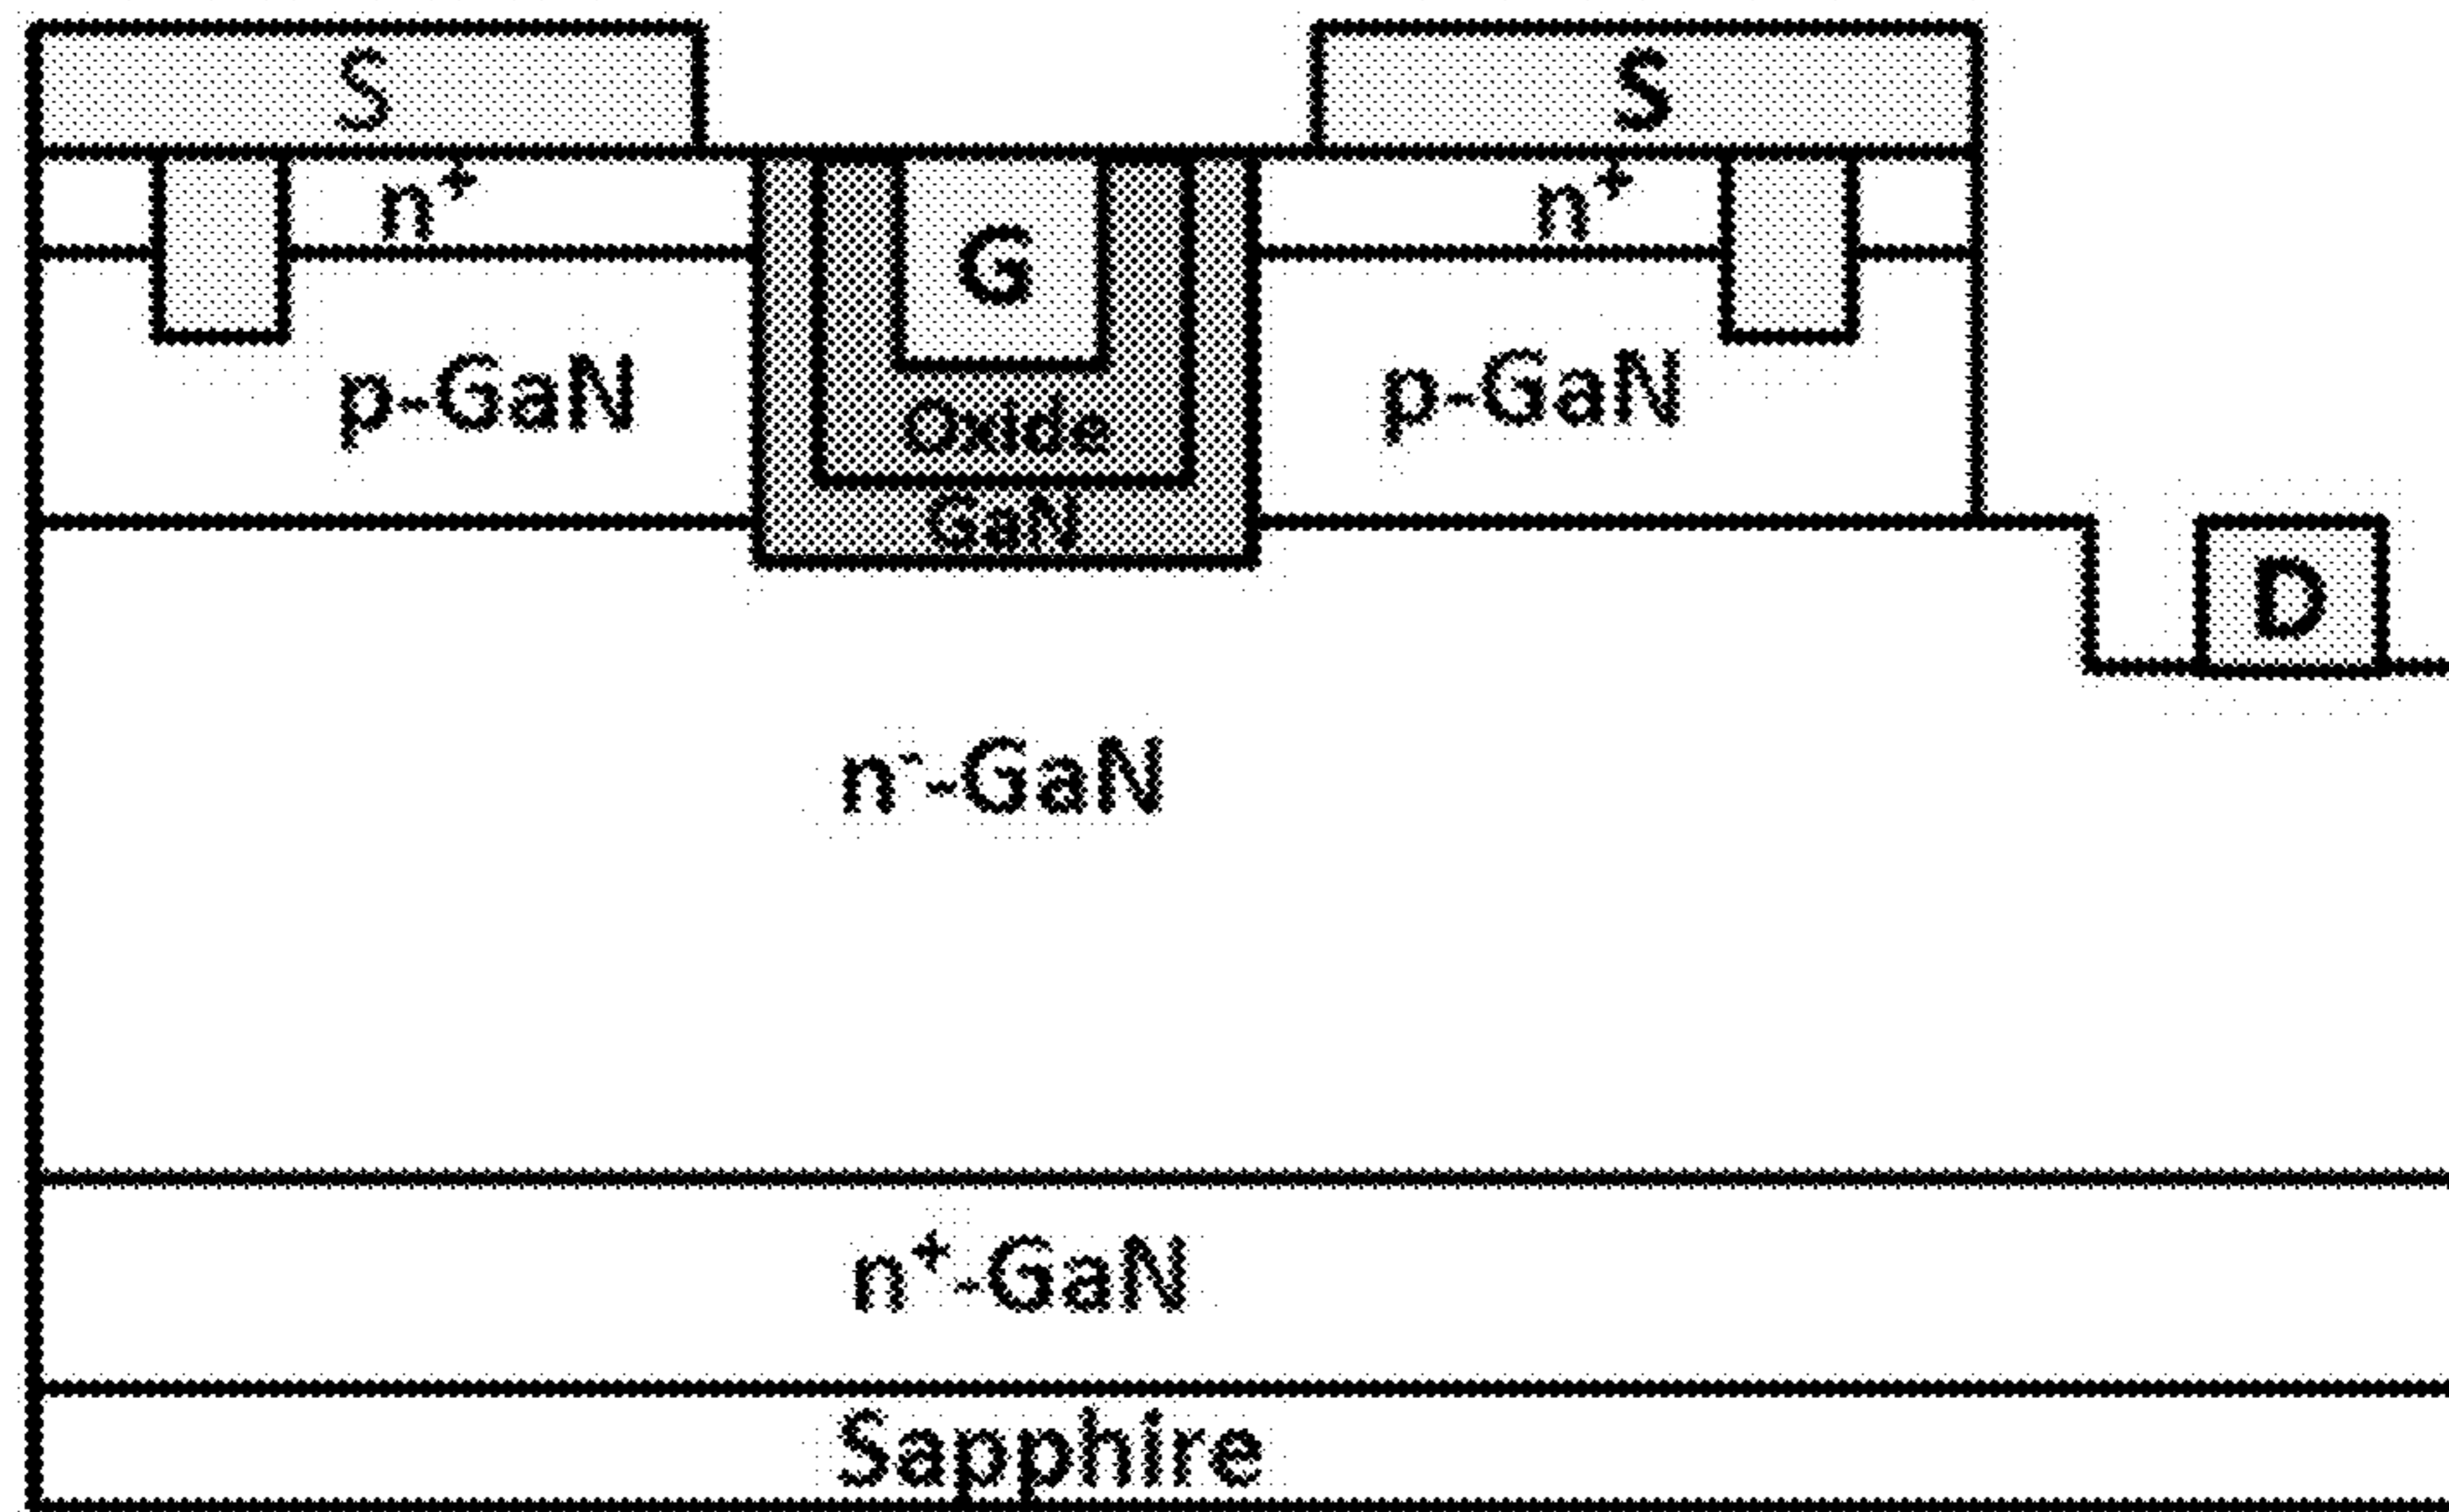 S
S
n⁺
n⁺
G
p-GaN
p-GaN
Oxide
GaN
D
n⁻-GaN
n⁺-GaN
Sapphire